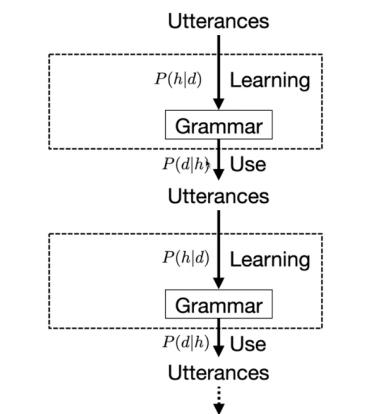 Utterances
P(h|d) Learning
Grammar
P(d|h) Use
Utterances
P(h|d) Learning
Grammar
P(d|h) Use
Utterances